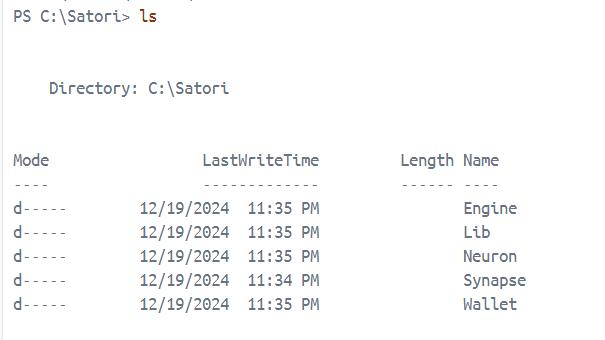 PS C:\Satori> ls
Directory: C:\Satori
Mode LastWriteTime Length Name
---- ------------- ------ ----
d----- 12/19/2024 11:35 PM Engine
d----- 12/19/2024 11:35 PM Lib
d----- 12/19/2024 11:35 PM Neuron
d----- 12/19/2024 11:34 PM Synapse
d----- 12/19/2024 11:35 PM Wallet